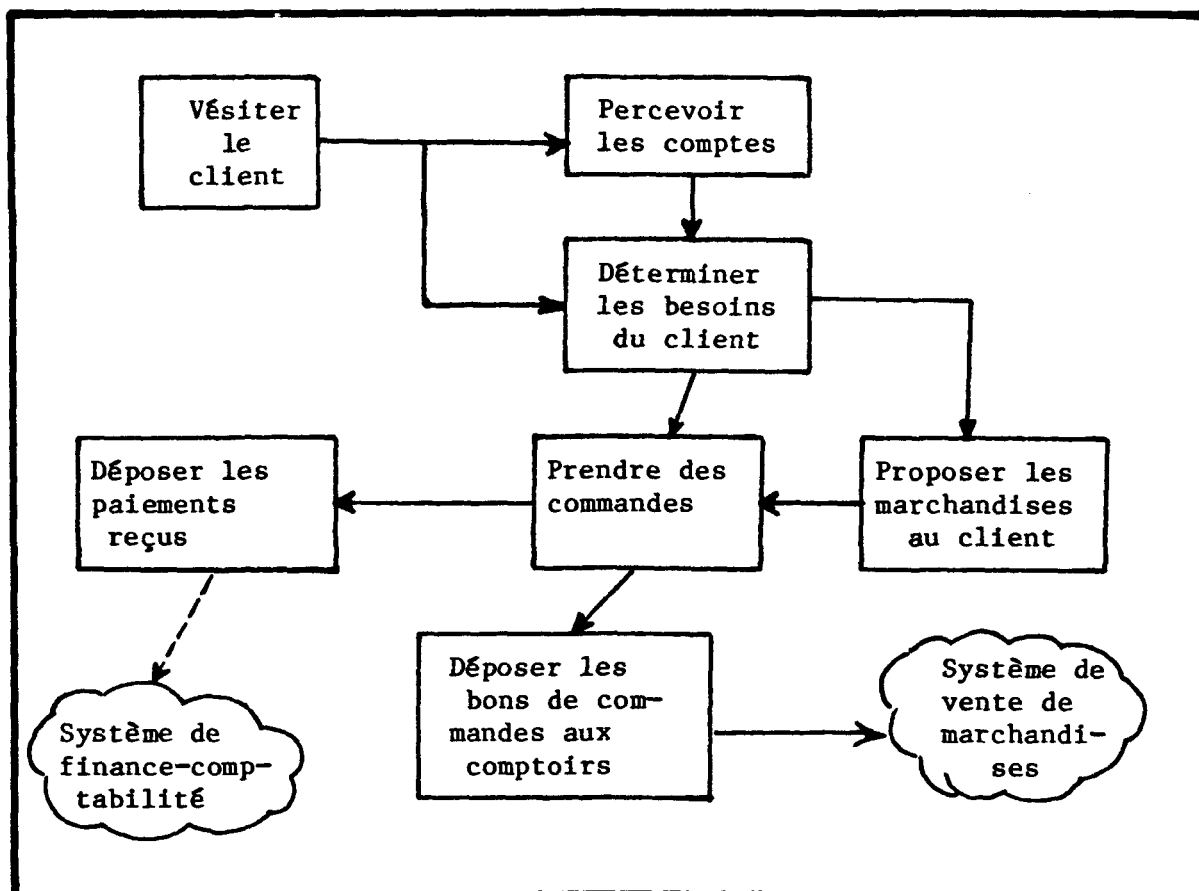 Vésiter
le
client
Percevoir
les comptes
Déterminer
les besoins
du client
Déposer les
paiements
reçus
Prendre des
commandes
Proposer les
marchandises
au client
Déposer les
bons de com-
mandes aux
comptoirs
Système de
vente de
marchandi-
ses
Système de
finance-comp-
tabilité